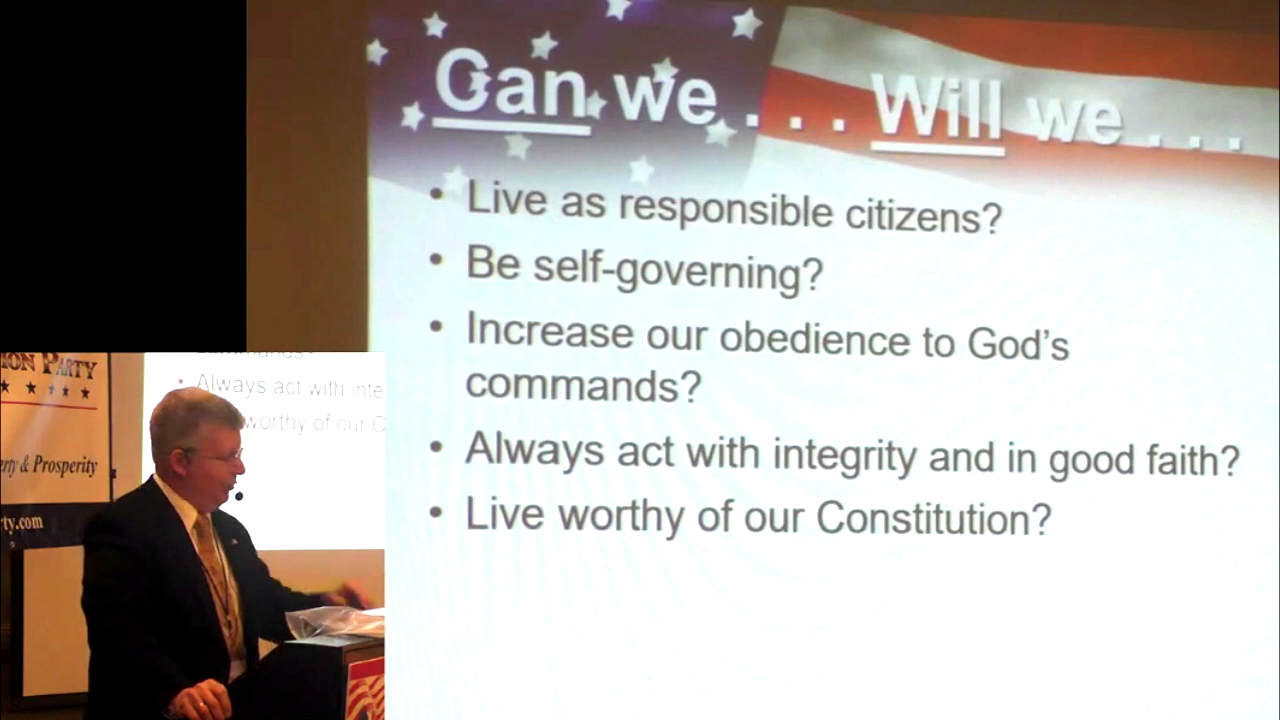 Can we . . . Will we . . .
• Live as responsible citizens?
• Be self-governing?
• Increase our obedience to God's
commands?
• Always act with integrity and in good faith?
• Live worthy of our Constitution?
ION PARTY
& Prosperity
ty.com
commands?
• Always act with inte
worthy of our C